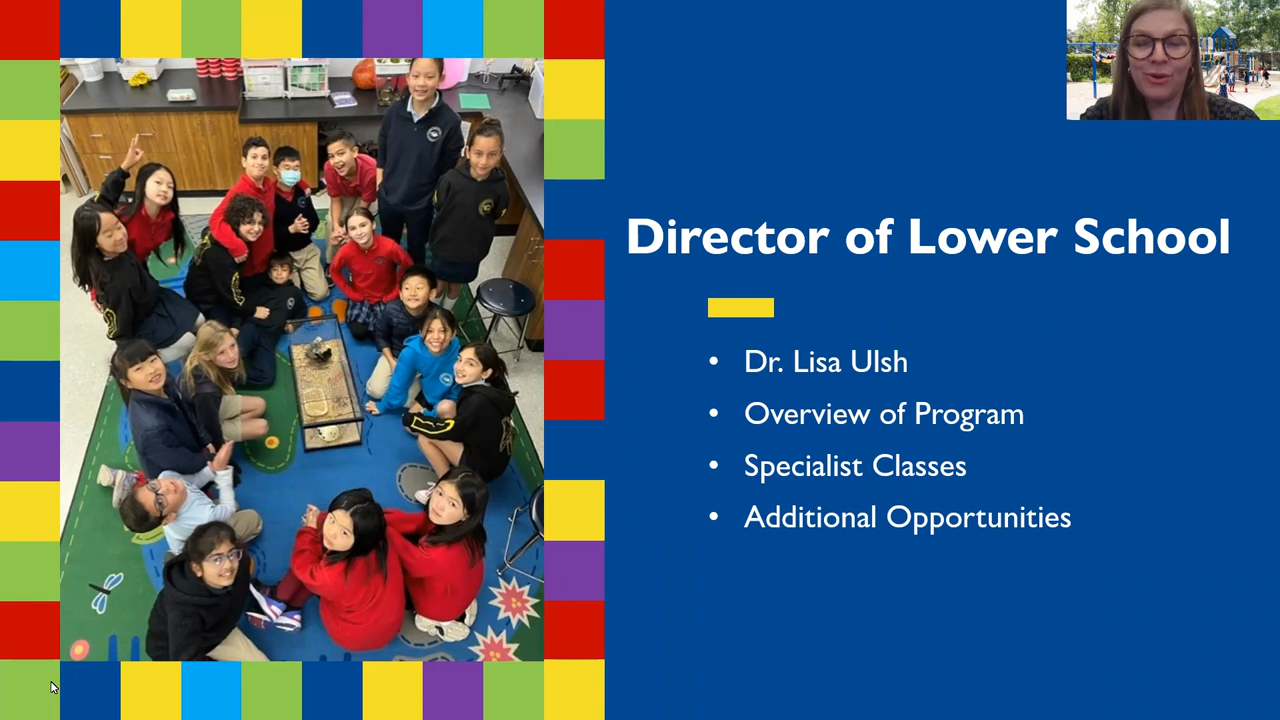 Director of Lower School
• Dr. Lisa Ulsh
• Overview of Program
• Specialist Classes
• Additional Opportunities